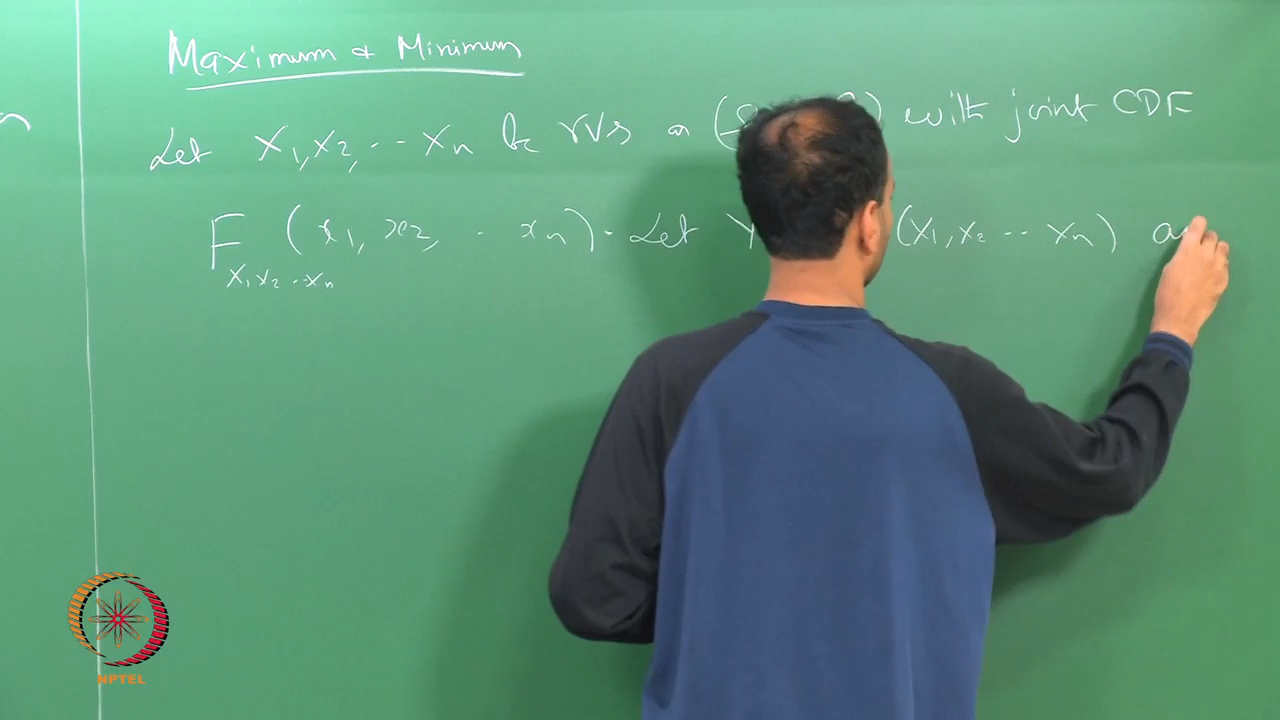 Maximum & Minimum
Let X1, X2, -- Xn be rvs on ( ) with joint CDF
F X1 X2 -- Xn (x1, x2, - xn). Let Y (X1, X2 -- Xn)
NPTEL